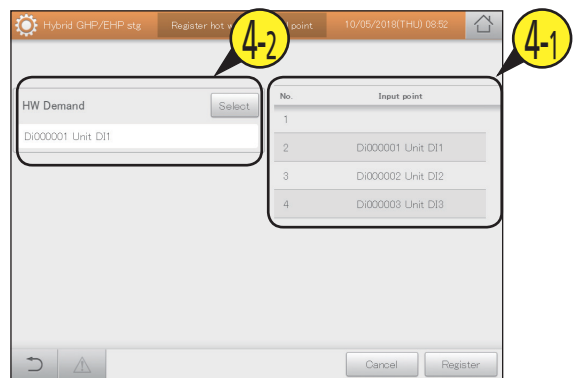 Hybrid GHP/EHP stg Register hot w point 10/05/2018(THU) 08:52
4-2
4-1
HW Demand Select
Di000001 Unit DI1
No. Input point
1
2 Di000001 Unit DI1
3 Di000002 Unit DI2
4 Di000003 Unit DI3
Cancel Register